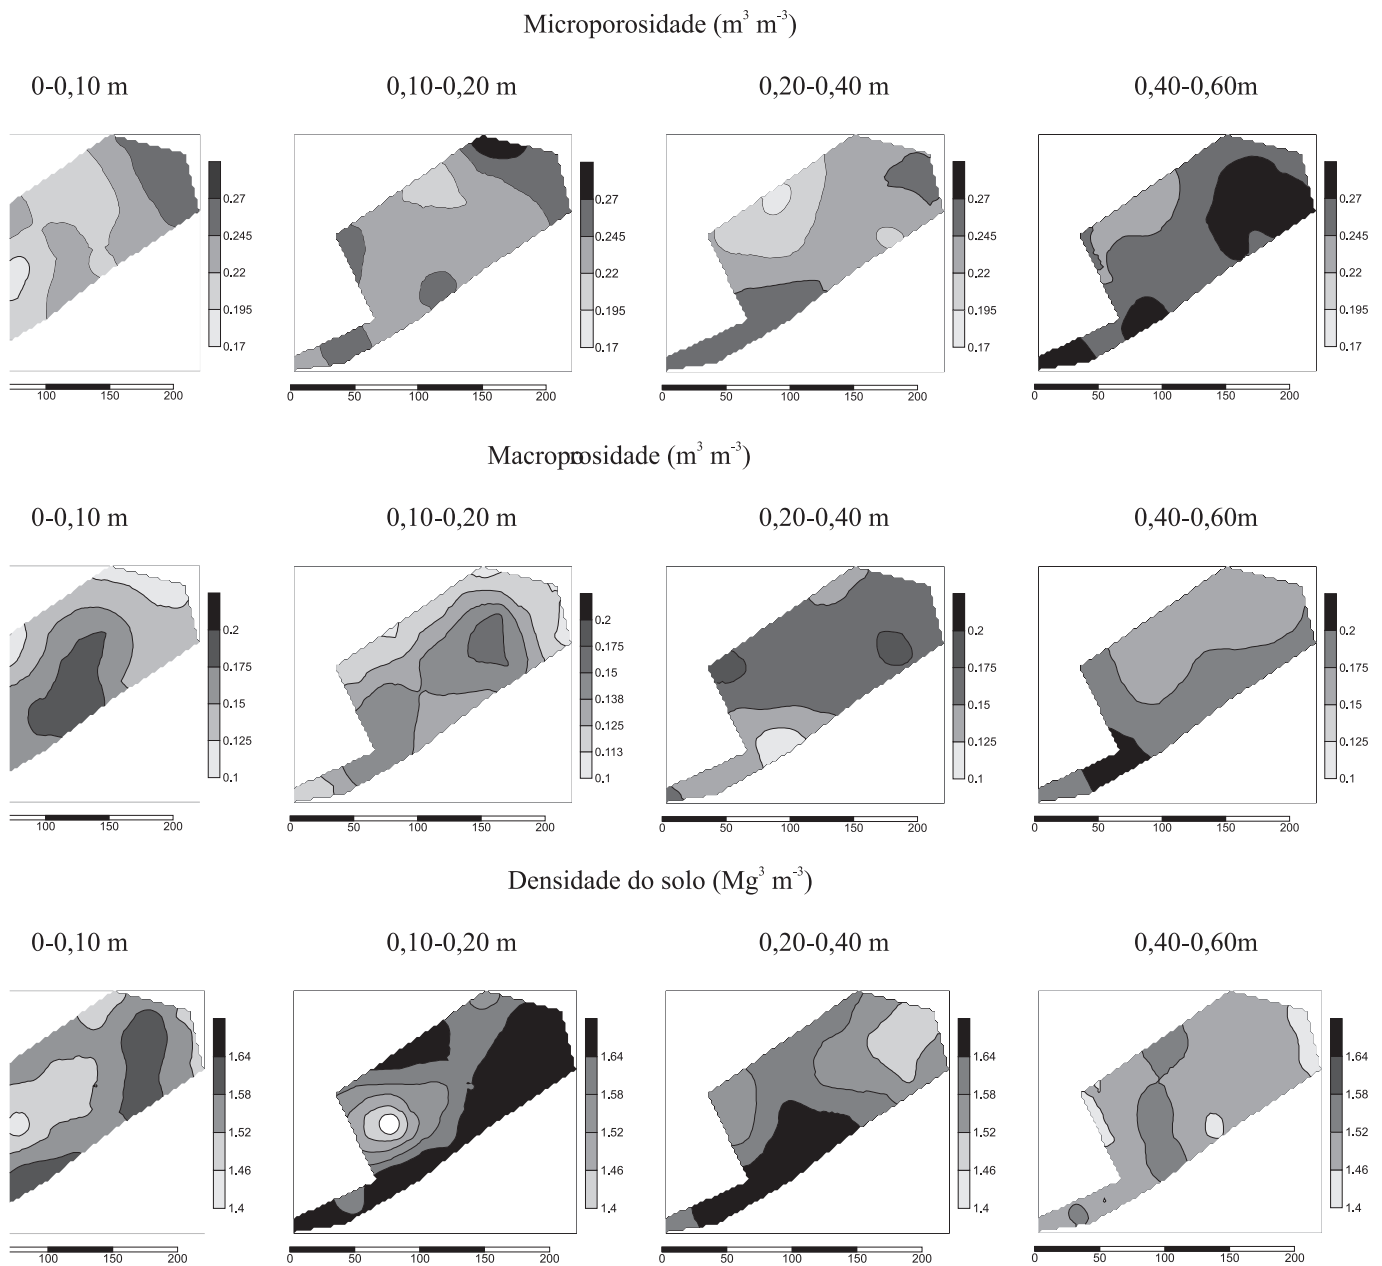 Microporosidade (m³ m⁻³)
0-0,10 m
0,10-0,20 m
0,20-0,40 m
0,40-0,60m
0.27
0.245
0.22
0.195
0.17
100 150 200
0.27
0.245
0.22
0.195
0.17
0 50 100 150 200
0.27
0.245
0.22
0.195
0.17
0 50 100 150 200
0.27
0.245
0.22
0.195
0.17
0 50 100 150 200
Macroporosidade (m³ m⁻³)
0-0,10 m
0,10-0,20 m
0,20-0,40 m
0,40-0,60m
0.2
0.175
0.15
0.125
0.1
100 150 200
0.2
0.175
0.15
0.138
0.125
0.113
0.1
0 50 100 150 200
0.2
0.175
0.15
0.125
0.1
0 50 100 150 200
0.2
0.175
0.15
0.125
0.1
0 50 100 150 200
Densidade do solo (Mg³ m⁻³)
0-0,10 m
0,10-0,20 m
0,20-0,40 m
0,40-0,60m
1.64
1.58
1.52
1.46
1.4
100 150 200
1.64
1.58
1.52
1.46
1.4
0 50 100 150 200
1.64
1.58
1.52
1.46
1.4
0 50 100 150 200
1.64
1.58
1.52
1.46
1.4
0 50 100 150 200